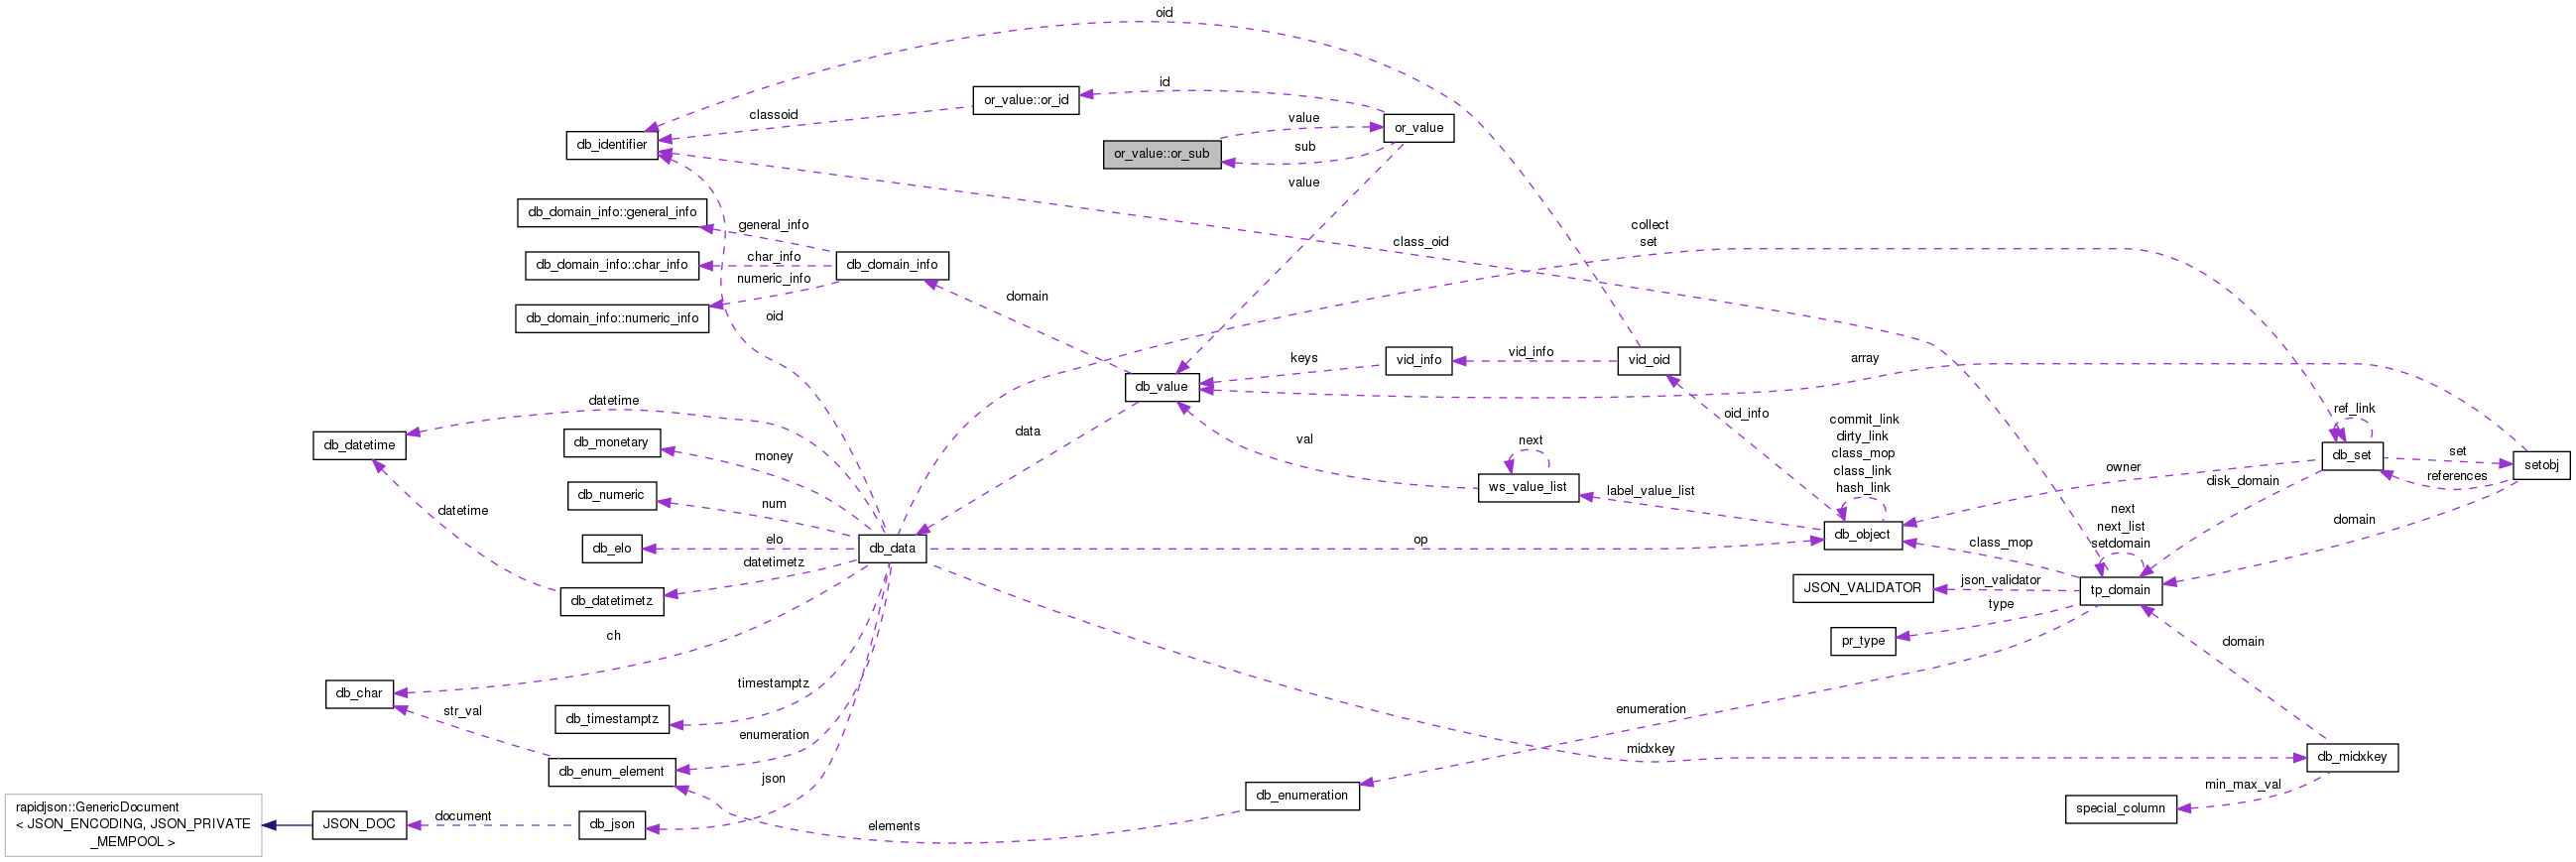 oid
id
or_value::or_id
classoid
value
or_value
db_identifier
sub
or_value::or_sub
value
db_domain_info::general_info
general_info
collect
set
class_oid
char_info
db_domain_info::char_info
db_domain_info
numeric_info
domain
oid
db_domain_info::numeric_info
keys
vid_info
vid_info
vid_oid
array
db_value
datetime
ref_link
oid_info
commit_link
dirty_link
class_mop
class_link
hash_link
db_datetime
db_monetary
data
val
next
money
db_set
set
setobj
owner
references
disk_domain
db_numeric
ws_value_list
label_value_list
num
datetime
next
next_list
setdomain
domain
elo
op
db_elo
db_data
db_object
class_mop
datetimetz
json_validator
JSON_VALIDATOR
tp_domain
db_datetimetz
type
ch
pr_type
domain
timestamptz
db_char
str_val
enumeration
db_timestamptz
enumeration
midxkey
db_midxkey
db_enum_element
json
min_max_val
db_enumeration
rapidjson::GenericDocument
< JSON_ENCODING, JSON_PRIVATE
_MEMPOOL >
JSON_DOC
document
db_json
elements
special_column